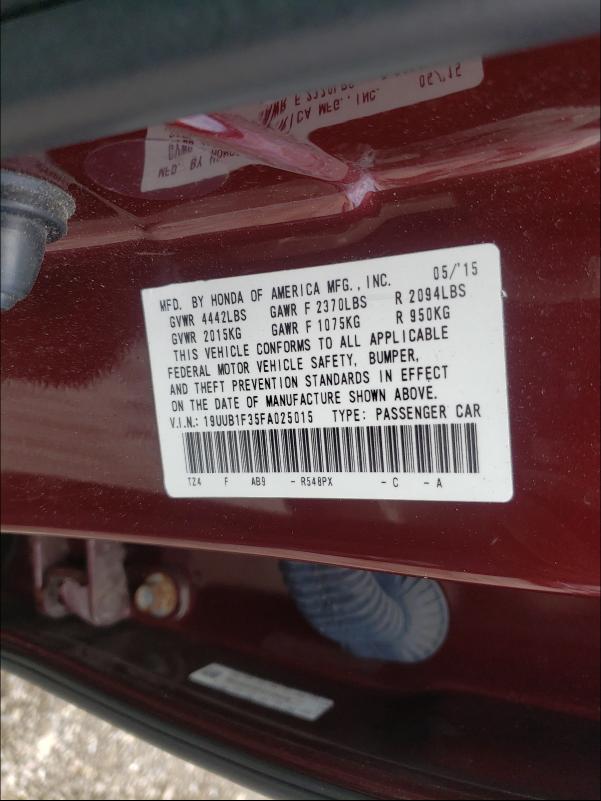 MFD. BY HONDA OF AMERICA MFG., INC. 05/'15
GVWR 4442LBS GAWR F 2370LBS R 2094LBS
GVWR 2015KG GAWR F 1075KG R 950KG
THIS VEHICLE CONFORMS TO ALL APPLICABLE
FEDERAL MOTOR VEHICLE SAFETY, BUMPER,
AND THEFT PREVENTION STANDARDS IN EFFECT
ON THE DATE OF MANUFACTURE SHOWN ABOVE.
V.I.N.: 19UUB1F35FA025015 TYPE: PASSENGER CAR
TZ4 F AB9 - R548PX - C - A